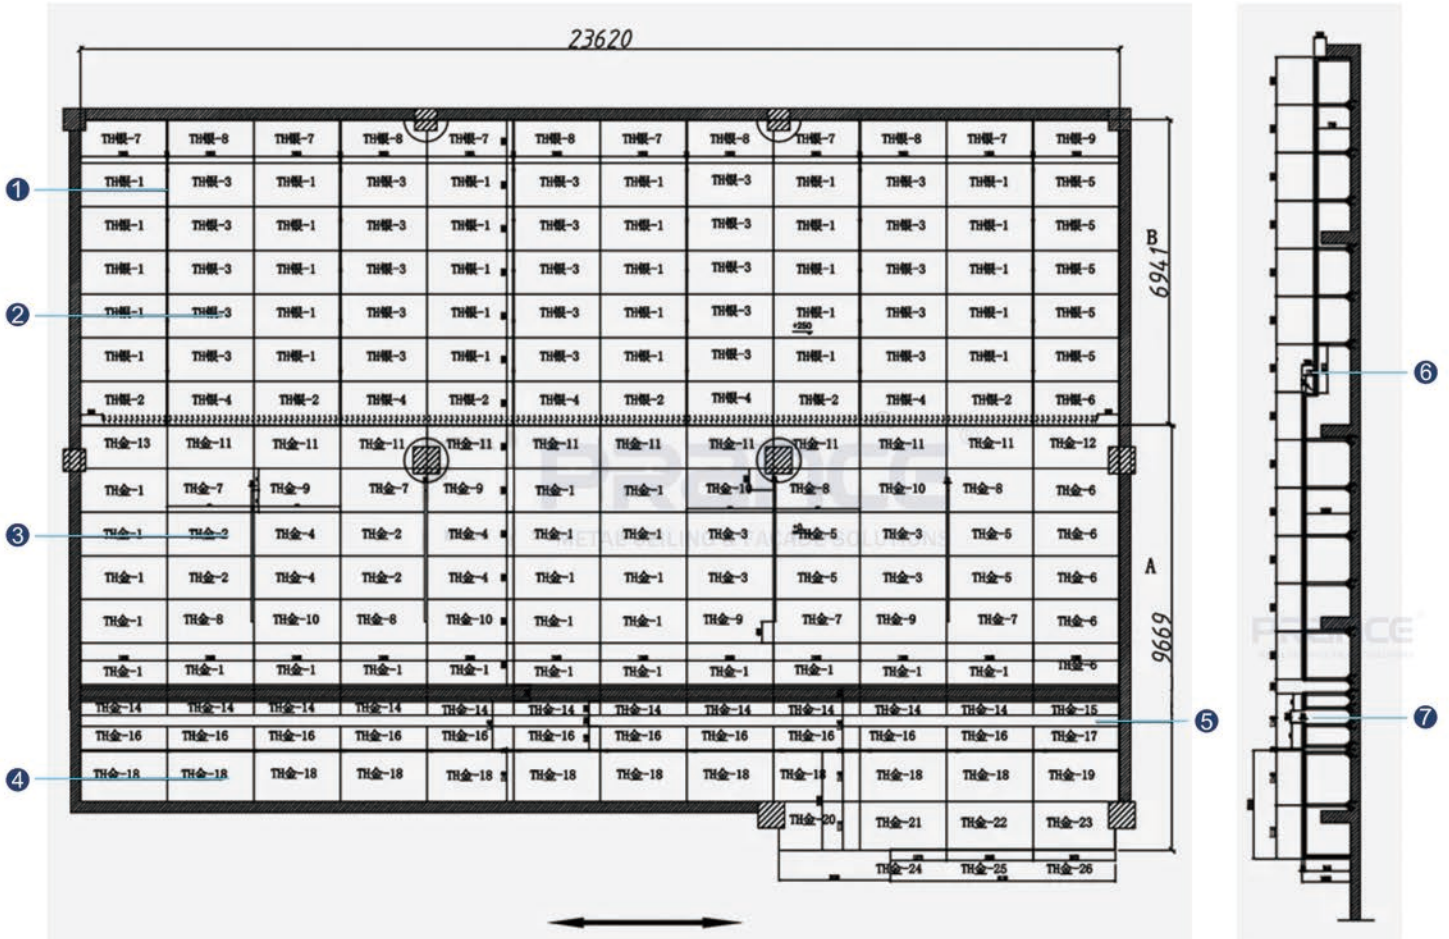 23620
TH银-7 TH银-8 TH银-7 TH银-8 TH银-7 TH银-8 TH银-7 TH银-8 TH银-7 TH银-8 TH银-7 TH银-9
1 TH银-1 TH银-3 TH银-1 TH银-3 TH银-1 TH银-3 TH银-1 TH银-3 TH银-1 TH银-3 TH银-1 TH银-5
TH银-1 TH银-3 TH银-1 TH银-3 TH银-1 TH银-3 TH银-1 TH银-3 TH银-1 TH银-3 TH银-1 TH银-5
B
6941
TH银-1 TH银-3 TH银-1 TH银-3 TH银-1 TH银-3 TH银-1 TH银-3 TH银-1 TH银-3 TH银-1 TH银-5
2 TH银-1 TH银-3 TH银-1 TH银-3 TH银-1 TH银-3 TH银-1 TH银-3 TH银-1 TH银-3 TH银-1 TH银-5
+250
TH银-1 TH银-3 TH银-1 TH银-3 TH银-1 TH银-3 TH银-1 TH银-3 TH银-1 TH银-3 TH银-1 TH银-5
6
TH银-2 TH银-4 TH银-2 TH银-4 TH银-2 TH银-4 TH银-2 TH银-4 TH银-2 TH银-4 TH银-2 TH银-6
TH金-13 TH金-11 TH金-11 TH金-11 TH金-11 TH金-11 TH金-11 TH金-11 TH金-11 TH金-11 TH金-11 TH金-12
PRANCE
TH金-1 TH金-7 TH金-9 TH金-7 TH金-9 TH金-1 TH金-1 TH金-10 TH金-8 TH金-10 TH金-8 TH金-6
3 TH金-1 TH金-2 TH金-4 TH金-2 TH金-4 TH金-1 TH金-1 TH金-3 TH金-5 TH金-3 TH金-5 TH金-6
±0
METAL CEILING & FACADE SOLUTIONS
A
9669
TH金-1 TH金-2 TH金-4 TH金-2 TH金-4 TH金-1 TH金-1 TH金-3 TH金-5 TH金-3 TH金-5 TH金-6
TH金-1 TH金-8 TH金-10 TH金-8 TH金-10 TH金-1 TH金-1 TH金-9 TH金-7 TH金-9 TH金-7 TH金-6
PRANCE
TH金-1 TH金-1 TH金-1 TH金-1 TH金-1 TH金-1 TH金-1 TH金-1 TH金-1 TH金-1 TH金-1 TH金-6
TH金-14 TH金-14 TH金-14 TH金-14 TH金-14 TH金-14 TH金-14 TH金-14 TH金-14 TH金-14 TH金-14 TH金-15
5
7
TH金-16 TH金-16 TH金-16 TH金-16 TH金-16 TH金-16 TH金-16 TH金-16 TH金-16 TH金-16 TH金-16 TH金-17
4 TH金-18 TH金-18 TH金-18 TH金-18 TH金-18 TH金-18 TH金-18 TH金-18 TH金-18 TH金-18 TH金-18 TH金-19
TH金-20 TH金-21 TH金-22 TH金-23
TH金-24 TH金-25 TH金-26